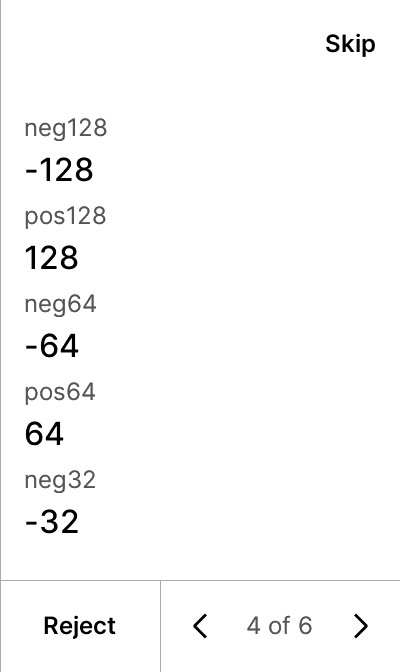 Skip
neg128
-128
pos128
128
neg64
-64
pos64
64
neg32
-32
Reject
4 of 6